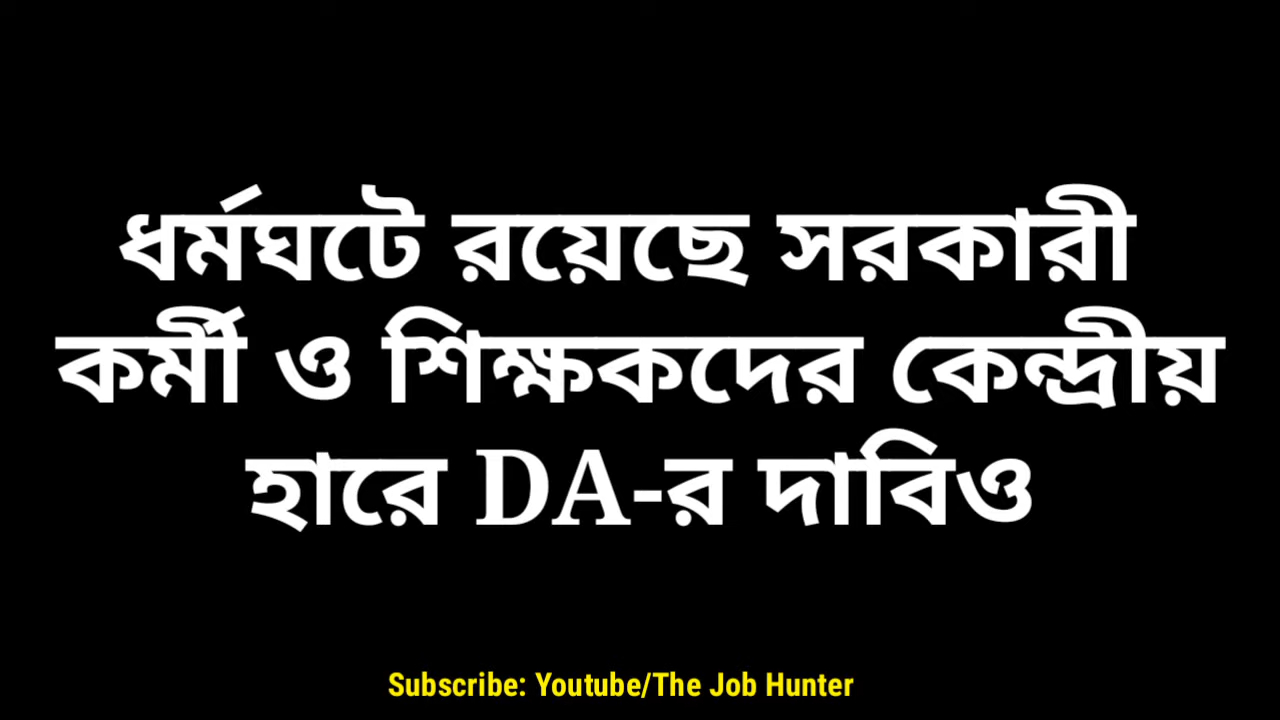 ধর্মঘটে রয়েছে সরকারী
কর্মী ও শিক্ষকদের কেন্দ্রীয়
হারে DA-র দাবিও
Subscribe: Youtube/The Job Hunter